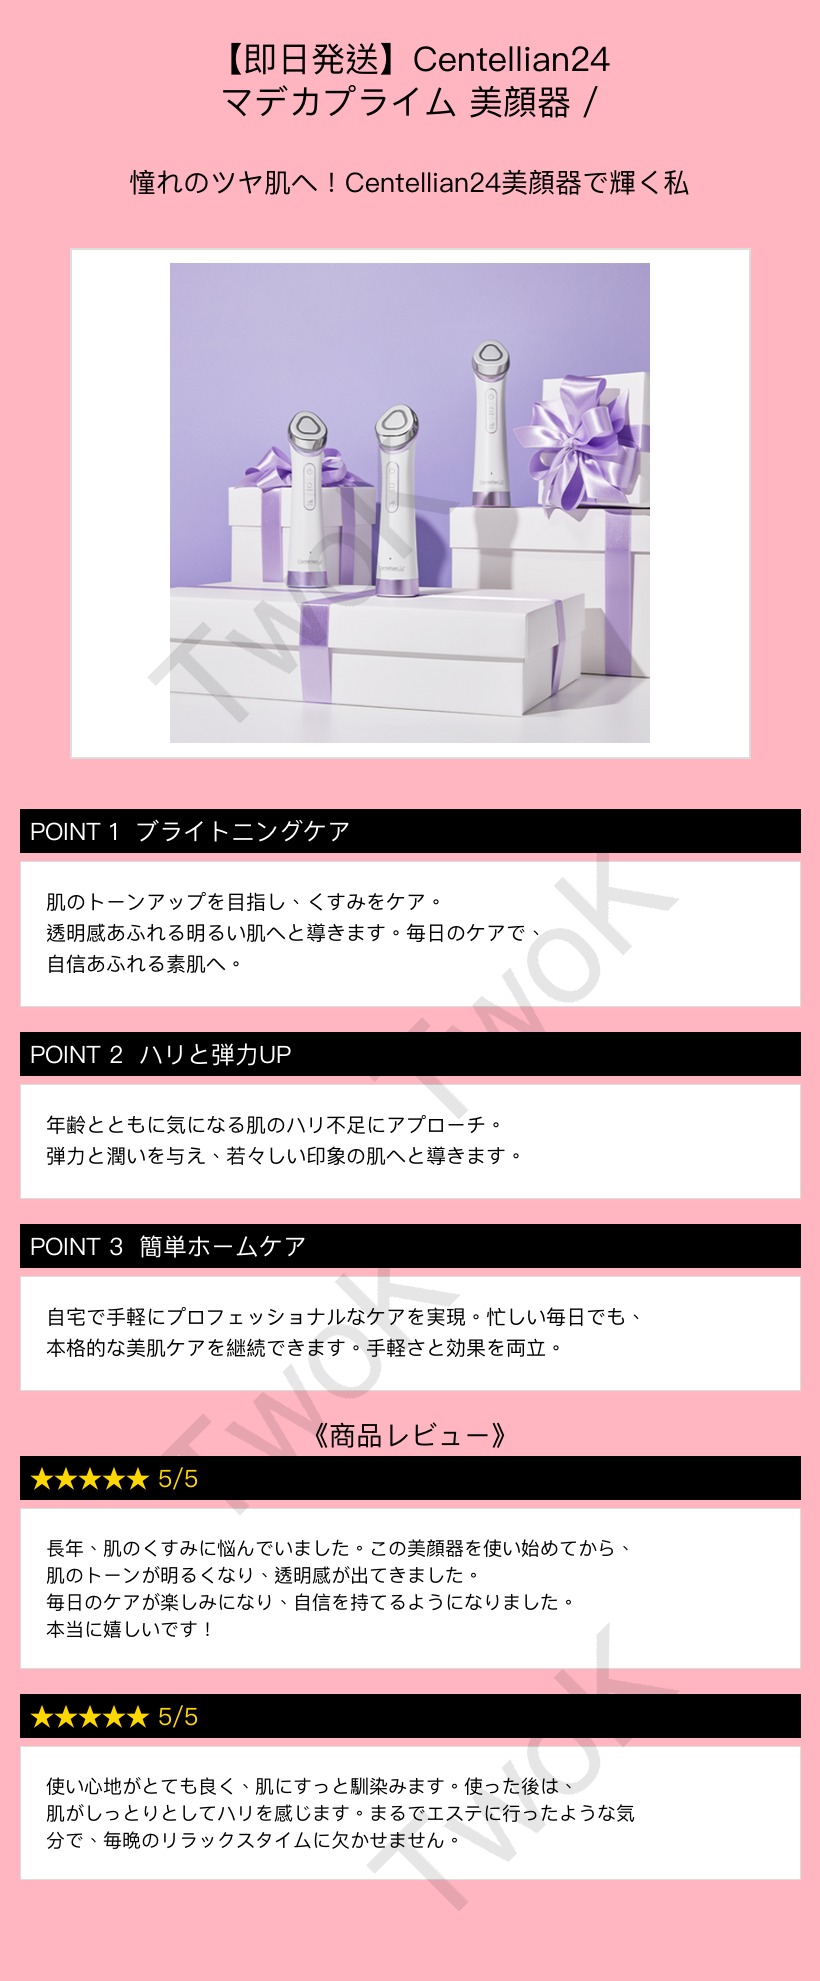 【即日発送】Centellian24
マデカプライム 美顔器 /
憧れのツヤ肌へ！Centellian24美顔器で輝く私
TwoK
POINT 1 ブライトニングケア
肌のトーンアップを目指し、くすみをケア。
透明感あふれる明るい肌へと導きます。毎日のケアで、
自信あふれる素肌へ。
TwoK
POINT 2 ハリと弾力UP
年齢とともに気になる肌のハリ不足にアプローチ。
弾力と潤いを与え、若々しい印象の肌へと導きます。
POINT 3 簡単ホームケア
自宅で手軽にプロフェッショナルなケアを実現。忙しい毎日でも、
本格的な美肌ケアを継続できます。手軽さと効果を両立。
TwoK
《商品レビュー》
★★★★★ 5/5
長年、肌のくすみに悩んでいました。この美顔器を使い始めてから、
肌のトーンが明るくなり、透明感が出てきました。
毎日のケアが楽しみになり、自信を持てるようになりました。
本当に嬉しいです！
★★★★★ 5/5
使い心地がとても良く、肌にすっと馴染みます。使った後は、
肌がしっとりとしてハリを感じます。まるでエステに行ったような気
分で、毎晩のリラックスタイムに欠かせません。
TwoK